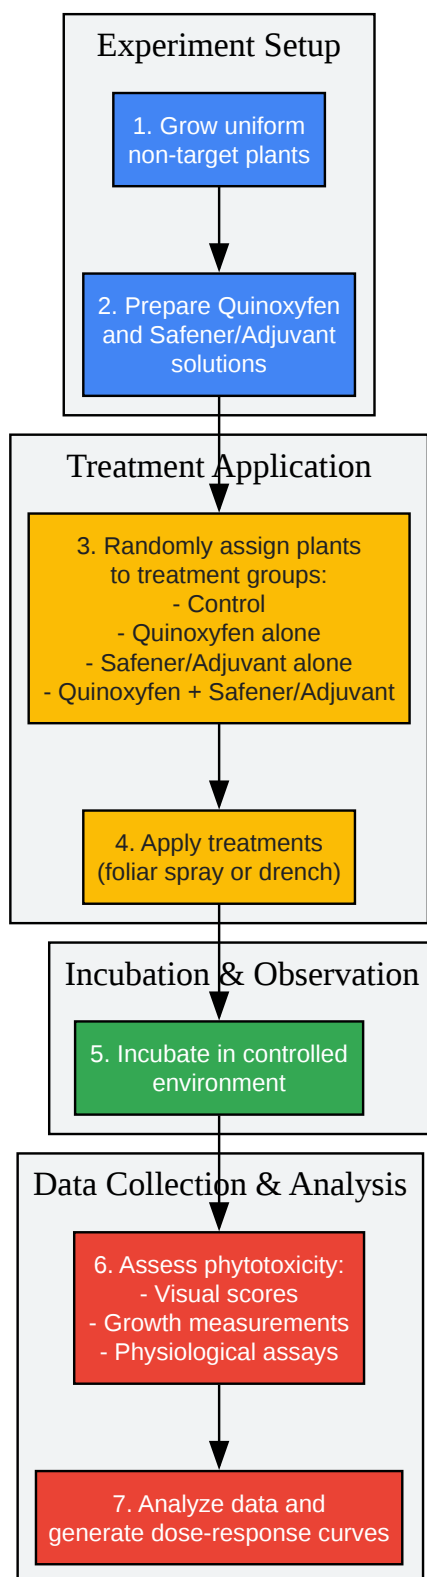 Experiment Setup
1. Grow uniform
non-target plants
2. Prepare Quinoxyfen
and Safener/Adjuvant
solutions
Treatment Application
3. Randomly assign plants
to treatment groups:
- Control
- Quinoxyfen alone
- Safener/Adjuvant alone
- Quinoxyfen + Safener/Adjuvant
4. Apply treatments
(foliar spray or drench)
Incubation & Observation
5. Incubate in controlled
environment
Data Collection & Analysis
6. Assess phytotoxicity:
- Visual scores
- Growth measurements
- Physiological assays
7. Analyze data and
generate dose-response curves